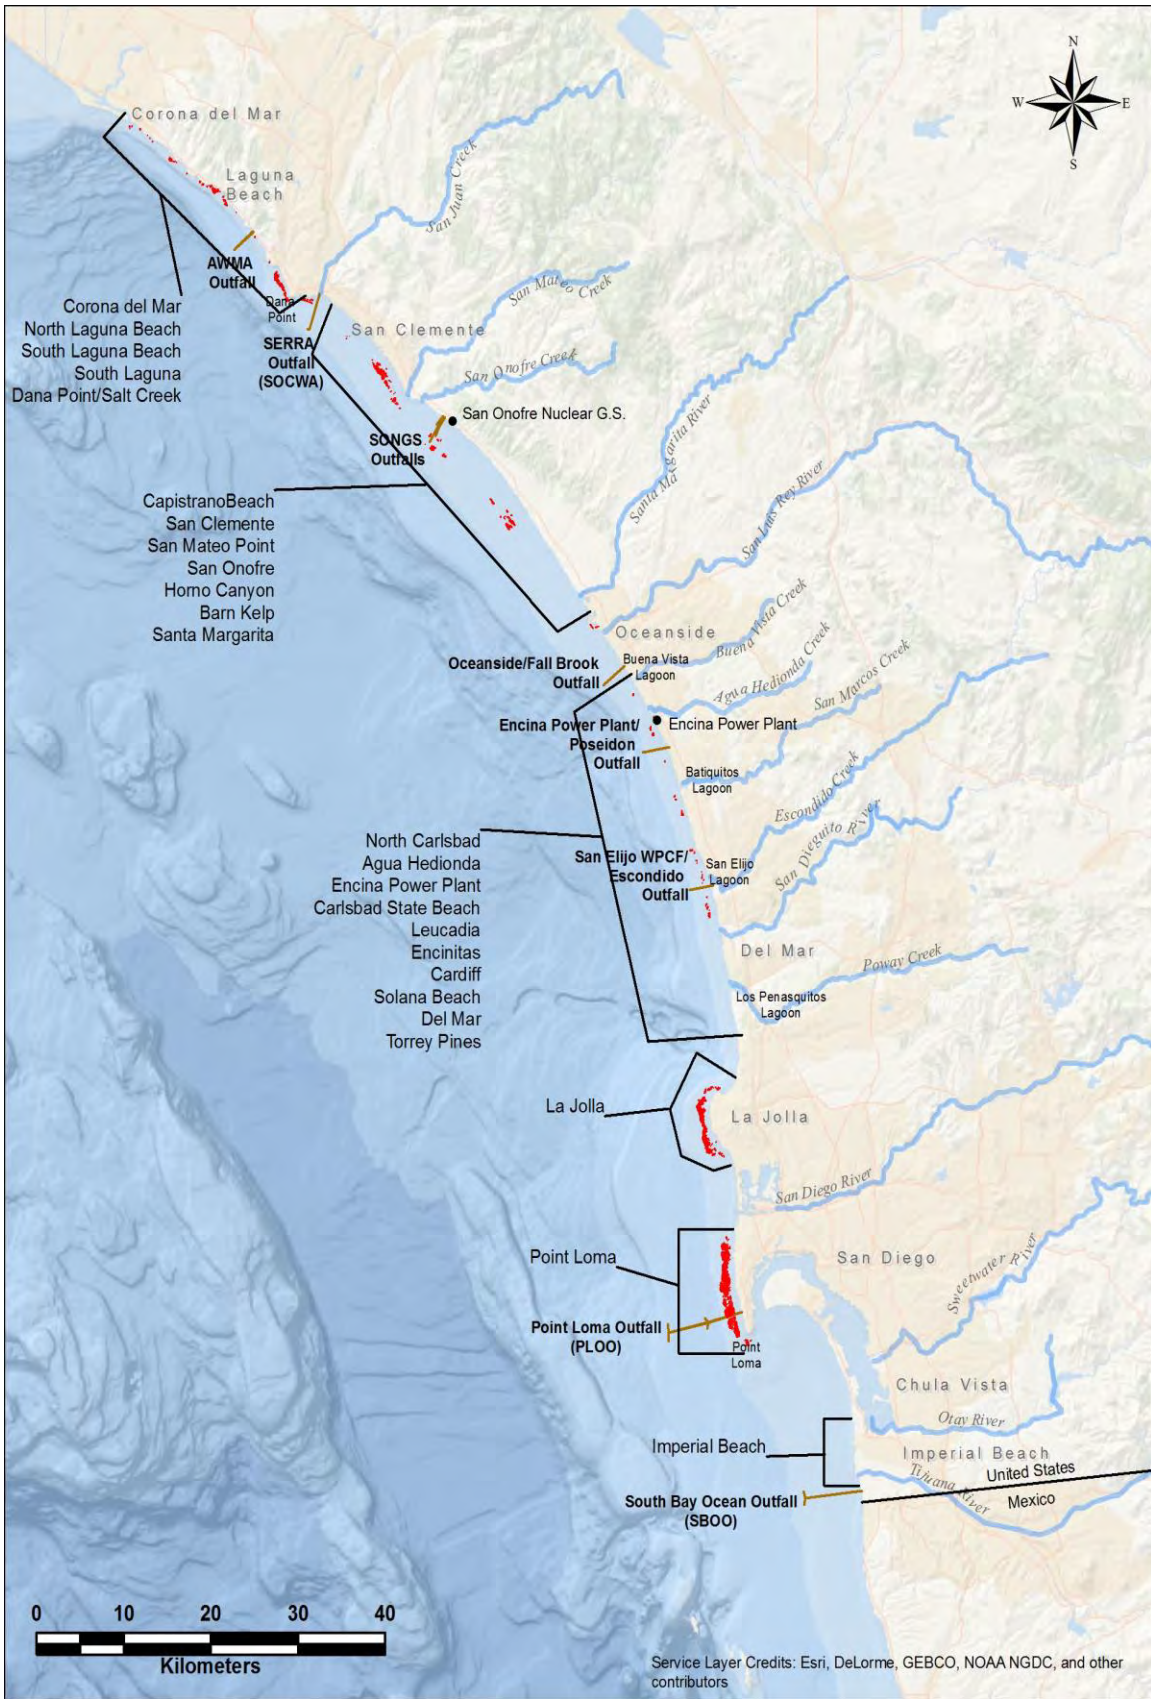 N
W
E
S
Corona del Mar
Laguna
Beach
San Juan Creek
AWMA
Outfall
San Mateo Creek
Corona del Mar
North Laguna Beach
South Laguna Beach
South Laguna
Dana Point/Salt Creek
Dana
Point
San Clemente
SERRA
Outfall
(SOCWA)
San Onofre Creek
San Onofre Nuclear G.S.
SONGS
Outfalls
Santa Margarita River
San Luis Rey River
CapistranoBeach
San Clemente
San Mateo Point
San Onofre
Horno Canyon
Barn Kelp
Santa Margarita
Oceanside
Buena Vista Creek
Oceanside/Fall Brook
Outfall
Buena Vista
Lagoon
Agua Hedionda Creek
San Marcos Creek
Encina Power Plant/
Poseidon
Outfall
Encina Power Plant
Batiquitos
Lagoon
Escondido Creek
San Dieguito River
North Carlsbad
Agua Hedionda
Encina Power Plant
Carlsbad State Beach
Leucadia
Encinitas
Cardiff
Solana Beach
Del Mar
Torrey Pines
San Elijo WPCF/
Escondido
Outfall
San Elijo
Lagoon
Del Mar
Poway Creek
Los Penasquitos
Lagoon
La Jolla
La Jolla
San Diego River
Point Loma
San Diego
Sweetwater River
Point Loma Outfall
(PLOO)
Point
Loma
Chula Vista
Otay River
Imperial Beach
Imperial Beach
Tijuana River
United States
Mexico
South Bay Ocean Outfall
(SBOO)
0 10 20 30 40
Kilometers
Service Layer Credits: Esri, DeLorme, GEBCO, NOAA NGDC, and other
contributors